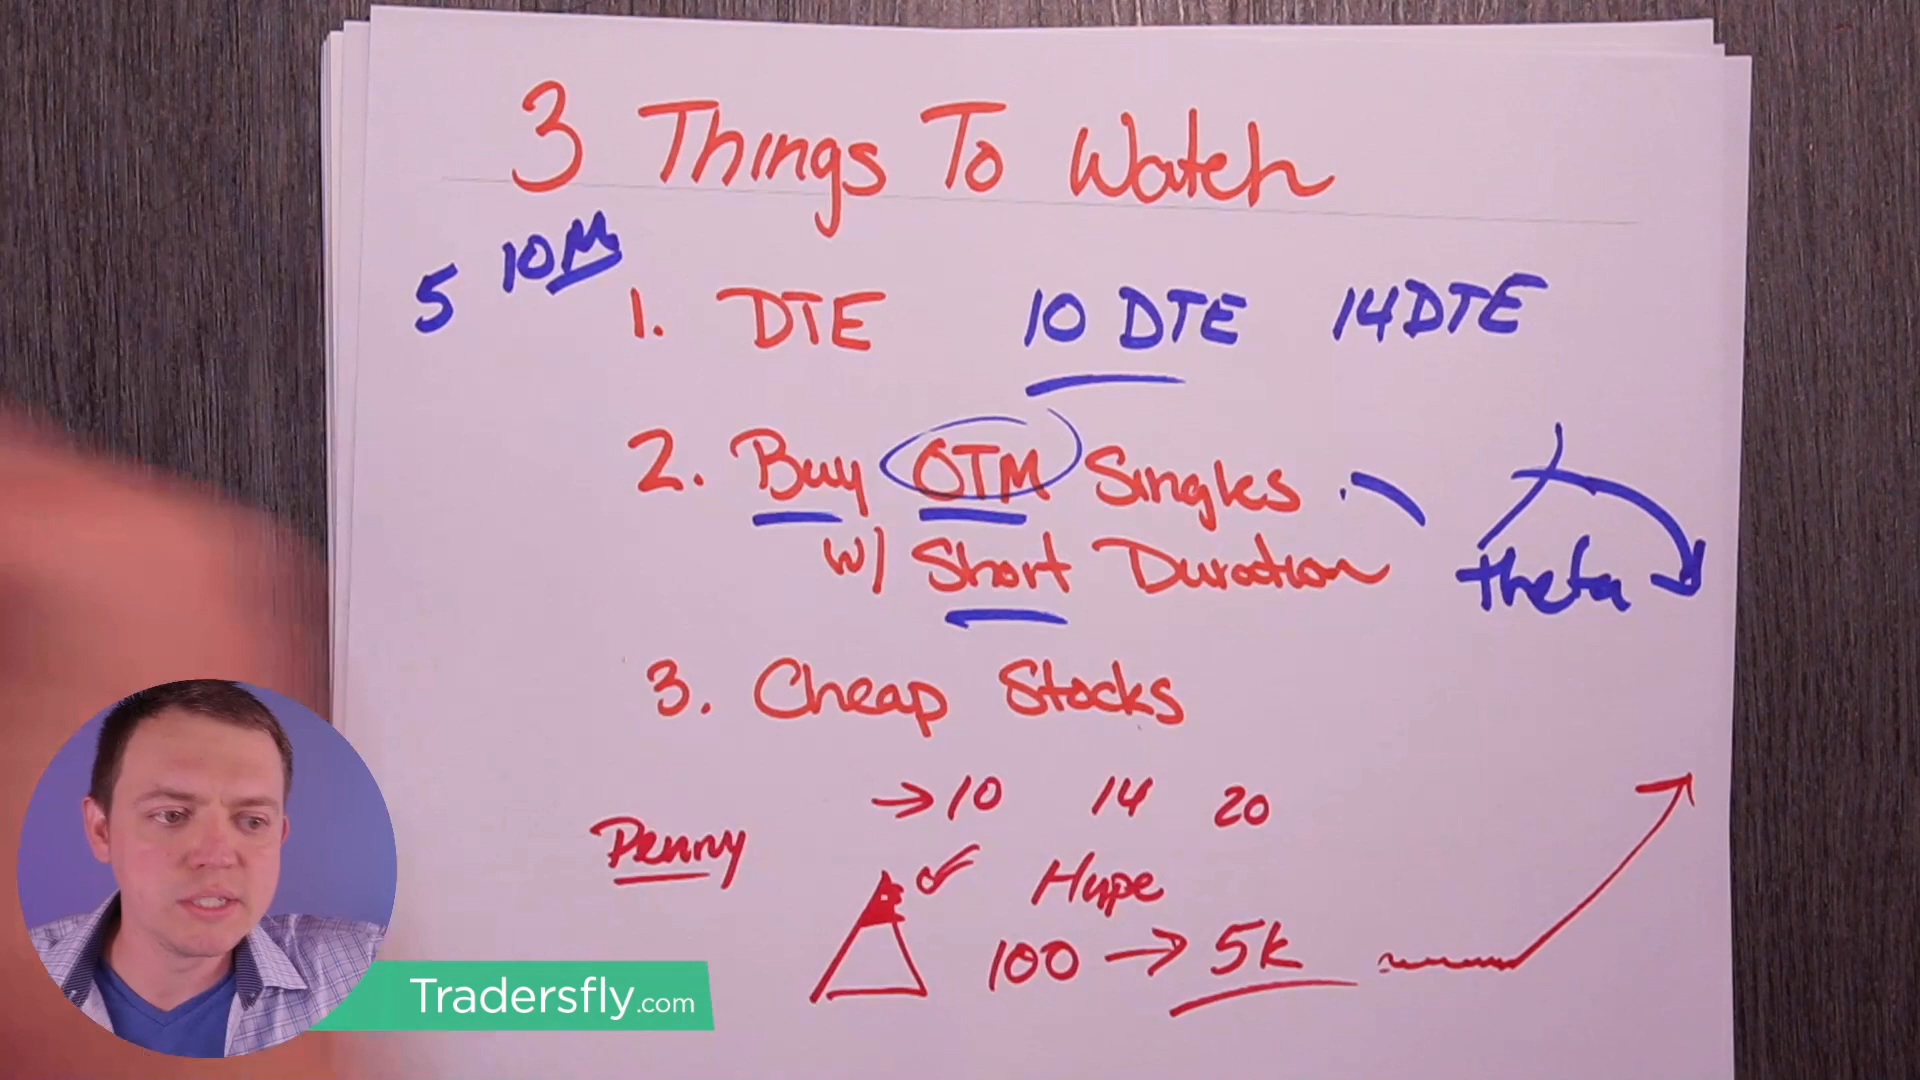 3 Things To Watch
5 10M
1. DTE 10 DTE 14DTE
2. Buy OTM Singles
w/ Short Duration theta
3. Cheap Stocks
→10 14 20
Penny
Hype
100 → 5k
Tradersfly.com